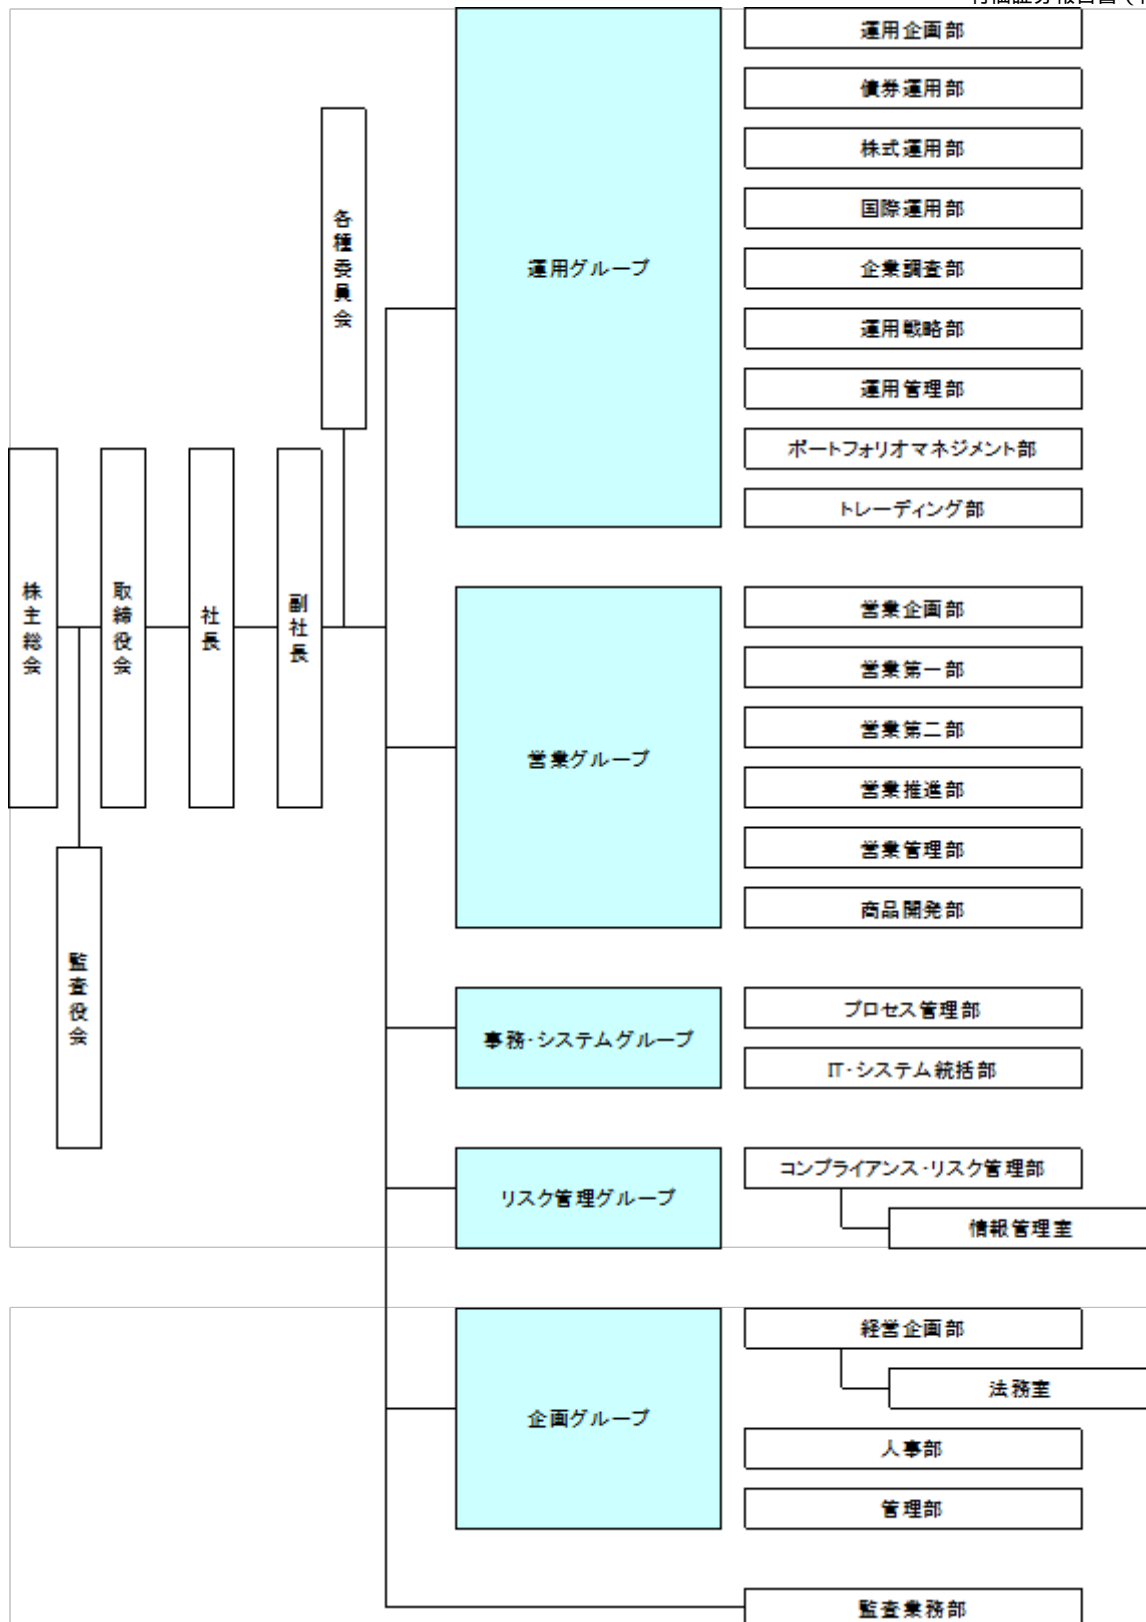 運用企画部
債券運用部
株式運用部
国際運用部
企業調査部
運用戦略部
運用管理部
ポートフォリオマネジメント部
トレーディング部
各種委員会
運用グループ
株主総会
取締役会
社長
副社長
監査役会
営業グループ
営業企画部
営業第一部
営業第二部
営業推進部
営業管理部
商品開発部
事務・システムグループ
プロセス管理部
IT・システム統括部
リスク管理グループ
コンプライアンス・リスク管理部
情報管理室
企画グループ
経営企画部
法務室
人事部
管理部
監査業務部